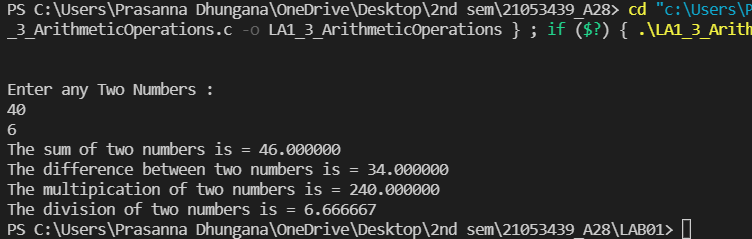 PS C:\Users\Prasanna Dhungana\OneDrive\Desktop\2nd sem\21053439_A28> cd "c:\Users\P
_3_ArithmeticOperations.c -o LA1_3_ArithmeticOperations } ; if ($?) { .\LA1_3_Arith
Enter any Two Numbers :
40
6
The sum of two numbers is = 46.000000
The difference between two numbers is = 34.000000
The multipication of two numbers is = 240.000000
The division of two numbers is = 6.666667
PS C:\Users\Prasanna Dhungana\OneDrive\Desktop\2nd sem\21053439_A28\LAB01>